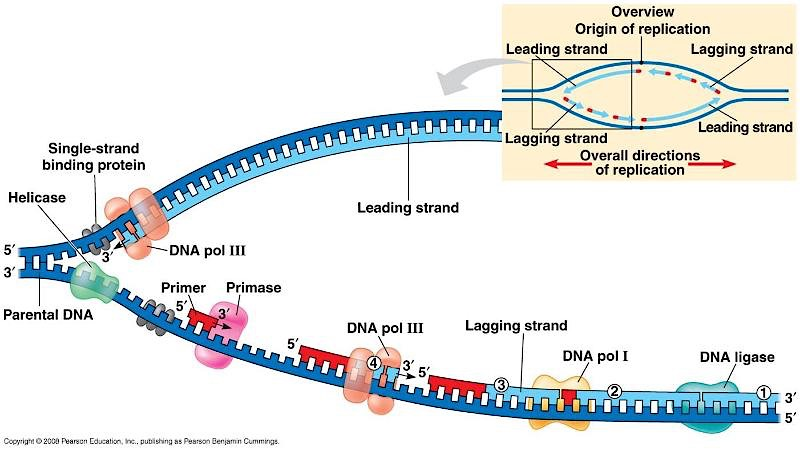 Overview
Origin of replication
Leading strand
Lagging strand
Lagging strand
Leading strand
Overall directions
of replication
Single-strand
binding protein
Helicase
Leading strand
5′
3′
DNA pol III
3′
Parental DNA
Primer
Primase
5′
3′
DNA pol III
Lagging strand
5′
4
3′
5′
3
DNA pol I
2
DNA ligase
1
3′
5′
Copyright © 2008 Pearson Education, Inc., publishing as Pearson Benjamin Cummings.